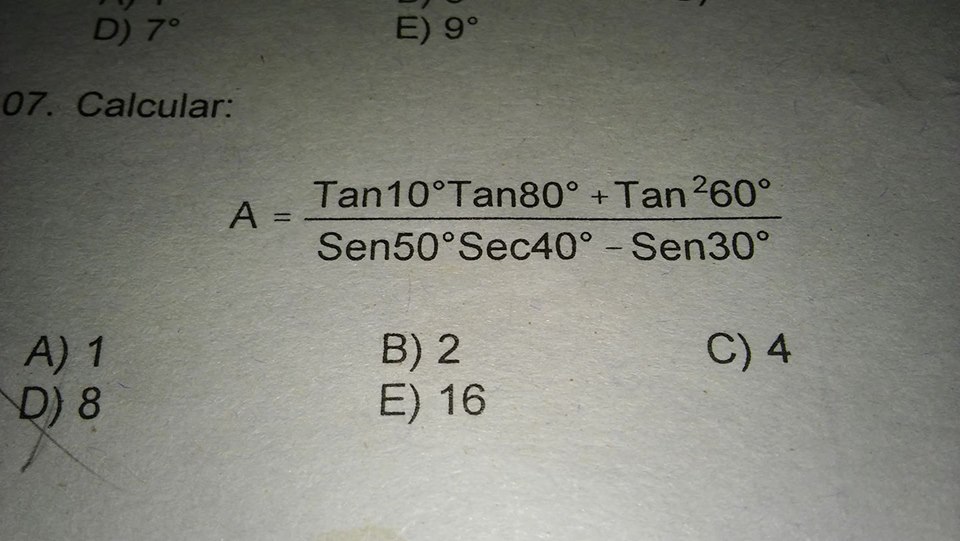 D) 7° E) 9°
07. Calcular:
A = Tan10°Tan80° + Tan²60°
Sen50°Sec40° - Sen30°
A) 1 B) 2 C) 4
D) 8 E) 16